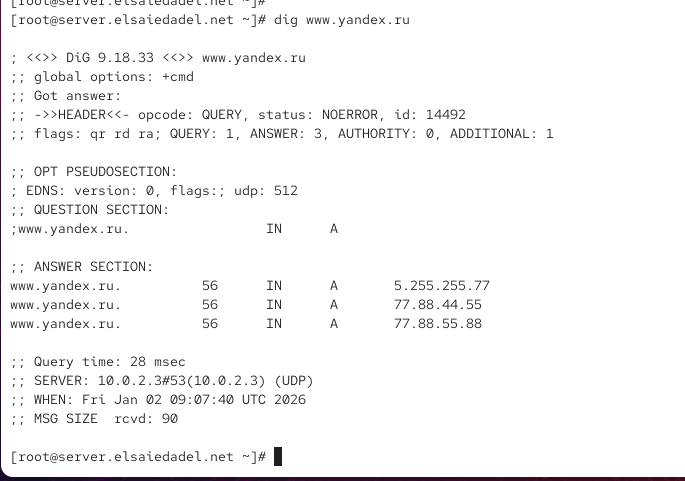 [root@server.elsaiedadel.net ~]#
[root@server.elsaiedadel.net ~]# dig www.yandex.ru
; <<>> DiG 9.18.33 <<>> www.yandex.ru
;; global options: +cmd
;; Got answer:
;; ->>HEADER<<- opcode: QUERY, status: NOERROR, id: 14492
;; flags: qr rd ra; QUERY: 1, ANSWER: 3, AUTHORITY: 0, ADDITIONAL: 1
;; OPT PSEUDOSECTION:
; EDNS: version: 0, flags:; udp: 512
;; QUESTION SECTION:
;www.yandex.ru. IN A
;; ANSWER SECTION:
www.yandex.ru. 56 IN A 5.255.255.77
www.yandex.ru. 56 IN A 77.88.44.55
www.yandex.ru. 56 IN A 77.88.55.88
;; Query time: 28 msec
;; SERVER: 10.0.2.3#53(10.0.2.3) (UDP)
;; WHEN: Fri Jan 02 09:07:40 UTC 2026
;; MSG SIZE  rcvd: 90
[root@server.elsaiedadel.net ~]#